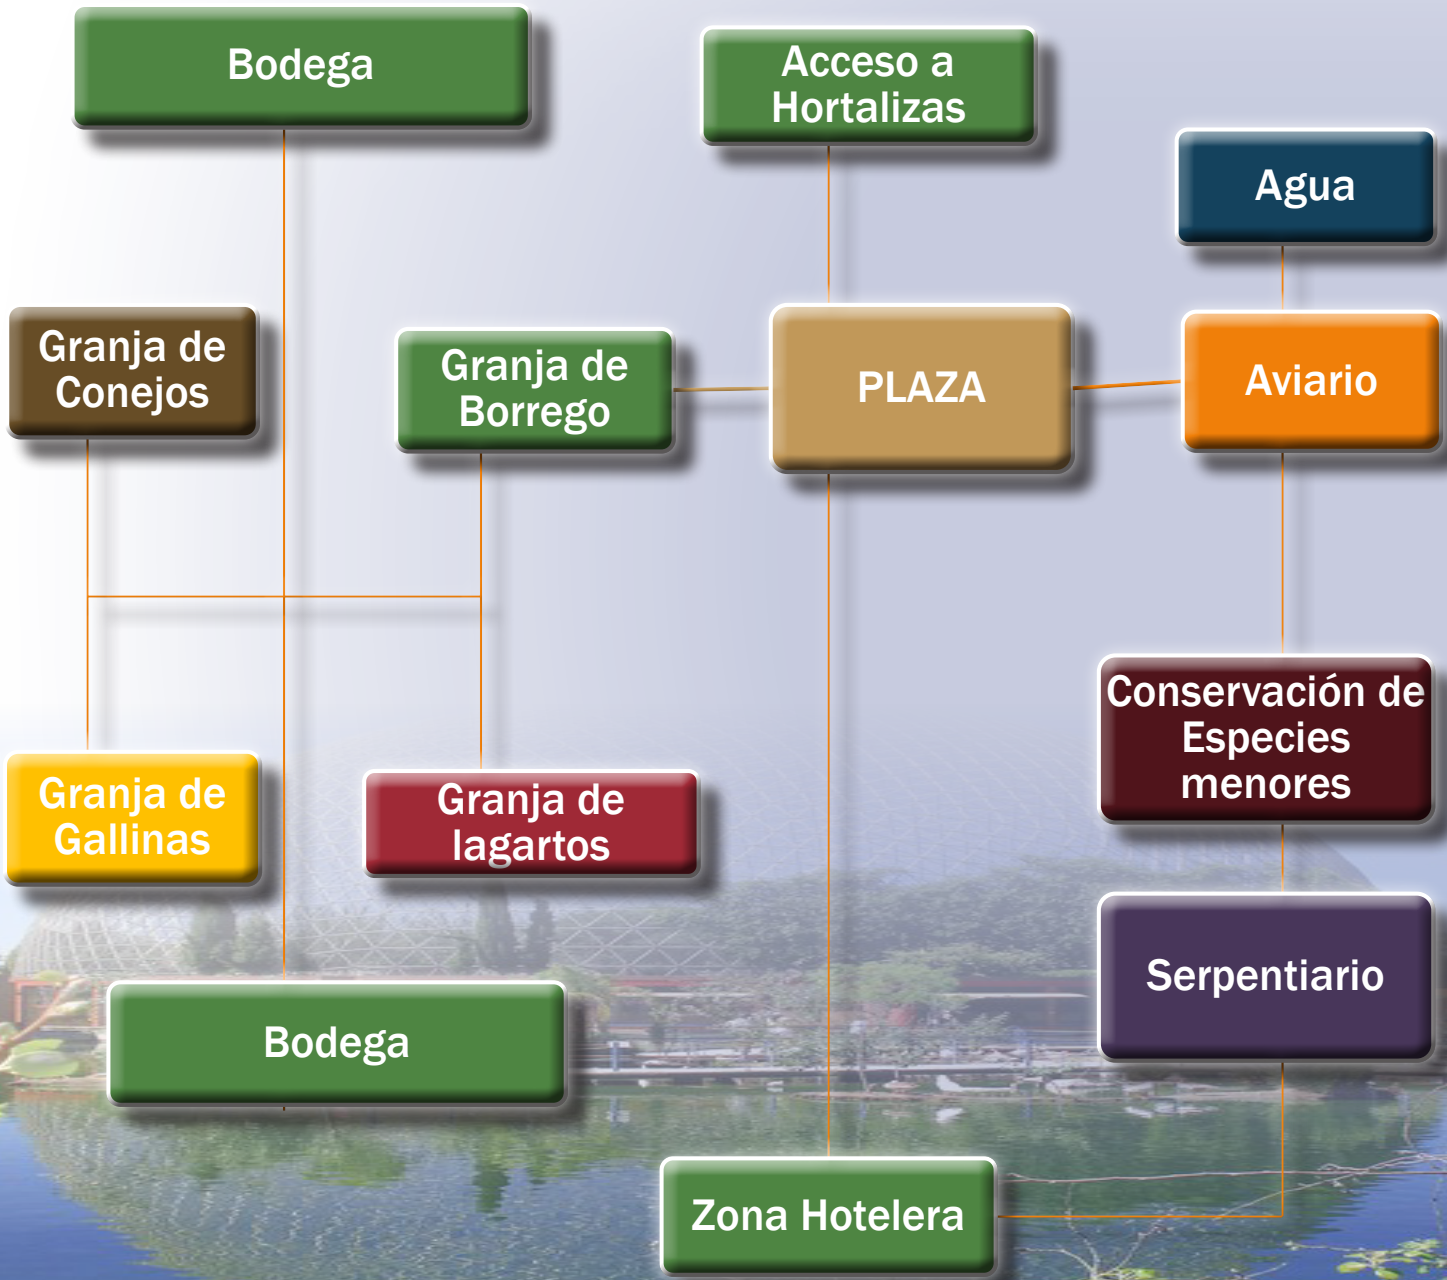 Bodega
Acceso a
Hortalizas
Agua
Granja de
Conejos
Granja de
Borrego
PLAZA
Aviario
Conservación de
Especies
menores
Granja de
Gallinas
Granja de
lagartos
Serpentiario
Bodega
Zona Hotelera